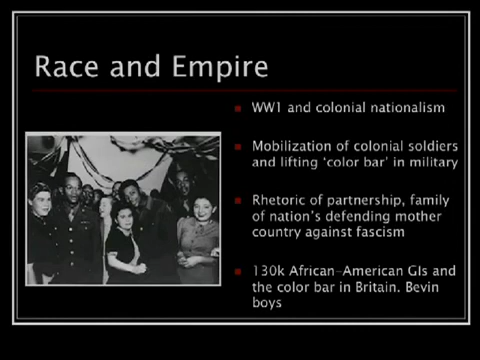 Race and Empire
WW1 and colonial nationalism
Mobilization of colonial soldiers
and lifting 'color bar' in military
Rhetoric of partnership, family
of nation's defending mother
country against fascism
130k African-American GIs and
the color bar in Britain. Bevin
boys